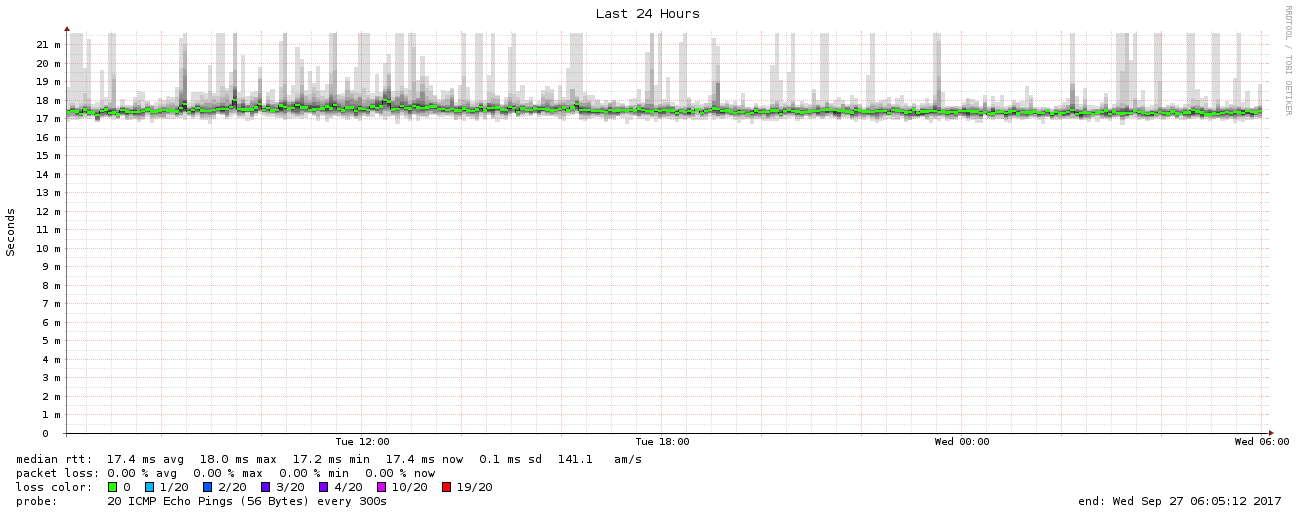 Last 24 Hours
RRDTOOL / TOBI OETIKER
21 m
20 m
19 m
18 m
17 m
16 m
15 m
14 m
13 m
12 m
11 m
10 m
9 m
8 m
7 m
6 m
5 m
4 m
3 m
2 m
1 m
0
Seconds
Tue 12:00 Tue 18:00 Wed 00:00 Wed 06:00
median rtt: 17.4 ms avg 18.0 ms max 17.2 ms min 17.4 ms now 0.1 ms sd 141.1 am/s
packet loss: 0.00 % avg 0.00 % max 0.00 % min 0.00 % now
loss color: 0 1/20 2/20 3/20 4/20 10/20 19/20
probe: 20 ICMP Echo Pings (56 Bytes) every 300s end: Wed Sep 27 06:05:12 2017